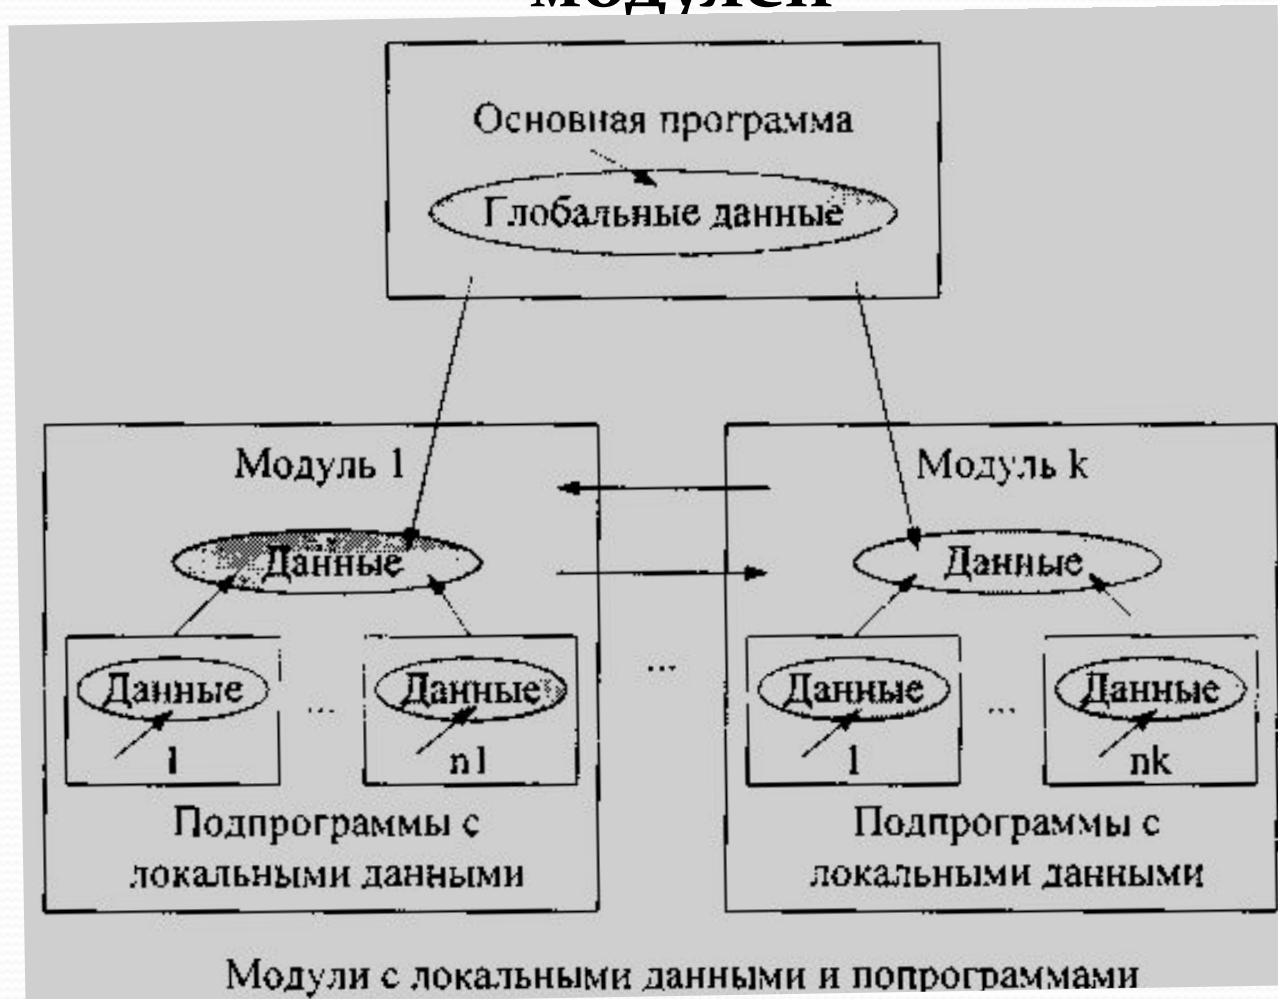 модулей
Основная программа
Глобальные данные
Модуль 1
Модуль k
Данные
Данные
Данные
...
Данные
...
Данные
...
Данные
1
n1
1
nk
Подпрограммы с
локальными данными
Подпрограммы с
локальными данными
Модули с локальными данными и попрограммами